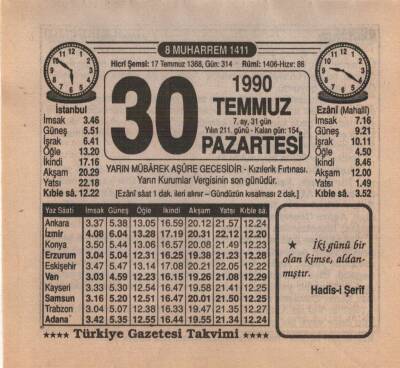 8 MUHARREM 1411
Hicrî Şemsî: 17 Temmuz 1368, Gün: 314 Rûmî: 1406-Hızır: 86
İstanbul
İmsak 3.46
Güneş 5.51
İşrak 6.41
Öğle 13.20
İkindi 17.16
Akşam 20.29
Yatsı 22.18
Kıble sâ. 12.22
30
1990
TEMMUZ
7. ay, 31 gün
Yılın 211. günü - Kalan gün: 154
PAZARTESİ
Ezânî (Mahallî)
İmsak 7.16
Güneş 9.21
İşrak 10.11
Öğle 4.50
İkindi 8.46
Akşam 12.00
Yatsı 1.49
Kıble sâ. 3.52
YARIN MÜBÂREK AŞÛRE GECESİDİR - Kızılerik Fırtınası.
Yarın Kurumlar Vergisinin son günüdür.
[Ezânî sâat 1 dak. ileri alınır – Gündüzün kısalması 2 dak.]
Yaz Sâati İmsak Güneş Öğle İkindi Akşam Yatsı Kıble sâ.
Ankara 3.37 5.38 13.05 16.59 20.12 21.57 12.24
İzmir 4.08 6.04 13.28 17.19 20.31 22.12 12.20
Konya 3.50 5.44 13.06 16.57 20.08 21.49 12.23
Erzurum 3.04 5.04 12.31 16.25 19.38 21.23 12.28
Eskişehir 3.47 5.47 13.14 17.08 20.21 22.05 12.22
Van 3.03 4.59 12.23 16.15 19.26 21.08 12.29
Kayseri 3.33 5.30 12.54 16.47 19.58 21.41 12.25
Samsun 3.16 5.20 12.51 16.47 20.01 21.50 12.25
Trabzon 3.04 5.07 12.38 16.33 19.47 21.35 12.27
Adana 3.42 5.35 12.55 16.44 19.55 21.34 12.24
★ İki günü bir
olan kimse, aldan-
mıştır.
Hadîs-i Şerîf
★★★★ Türkiye Gazetesi Takvimi ★★★★